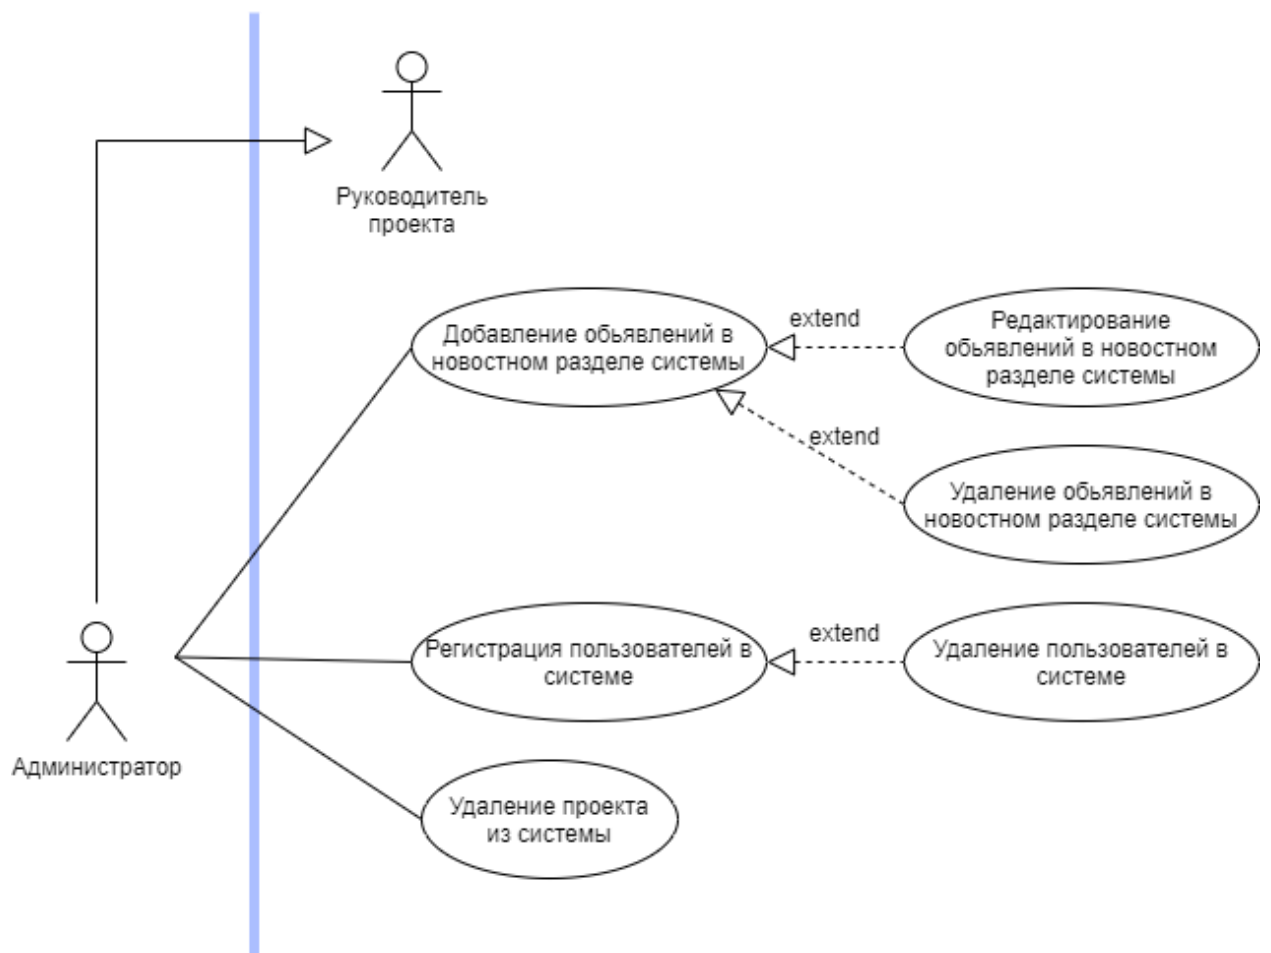 Руководитель
проекта
Добавление обьявлений в
новостном разделе системы
extend
Редактирование
обьявлений в новостном
разделе системы
extend
Удаление обьявлений в
новостном разделе системы
Регистрация пользователей в
системе
extend
Удаление пользователей в
системе
Администратор
Удаление проекта
из системы